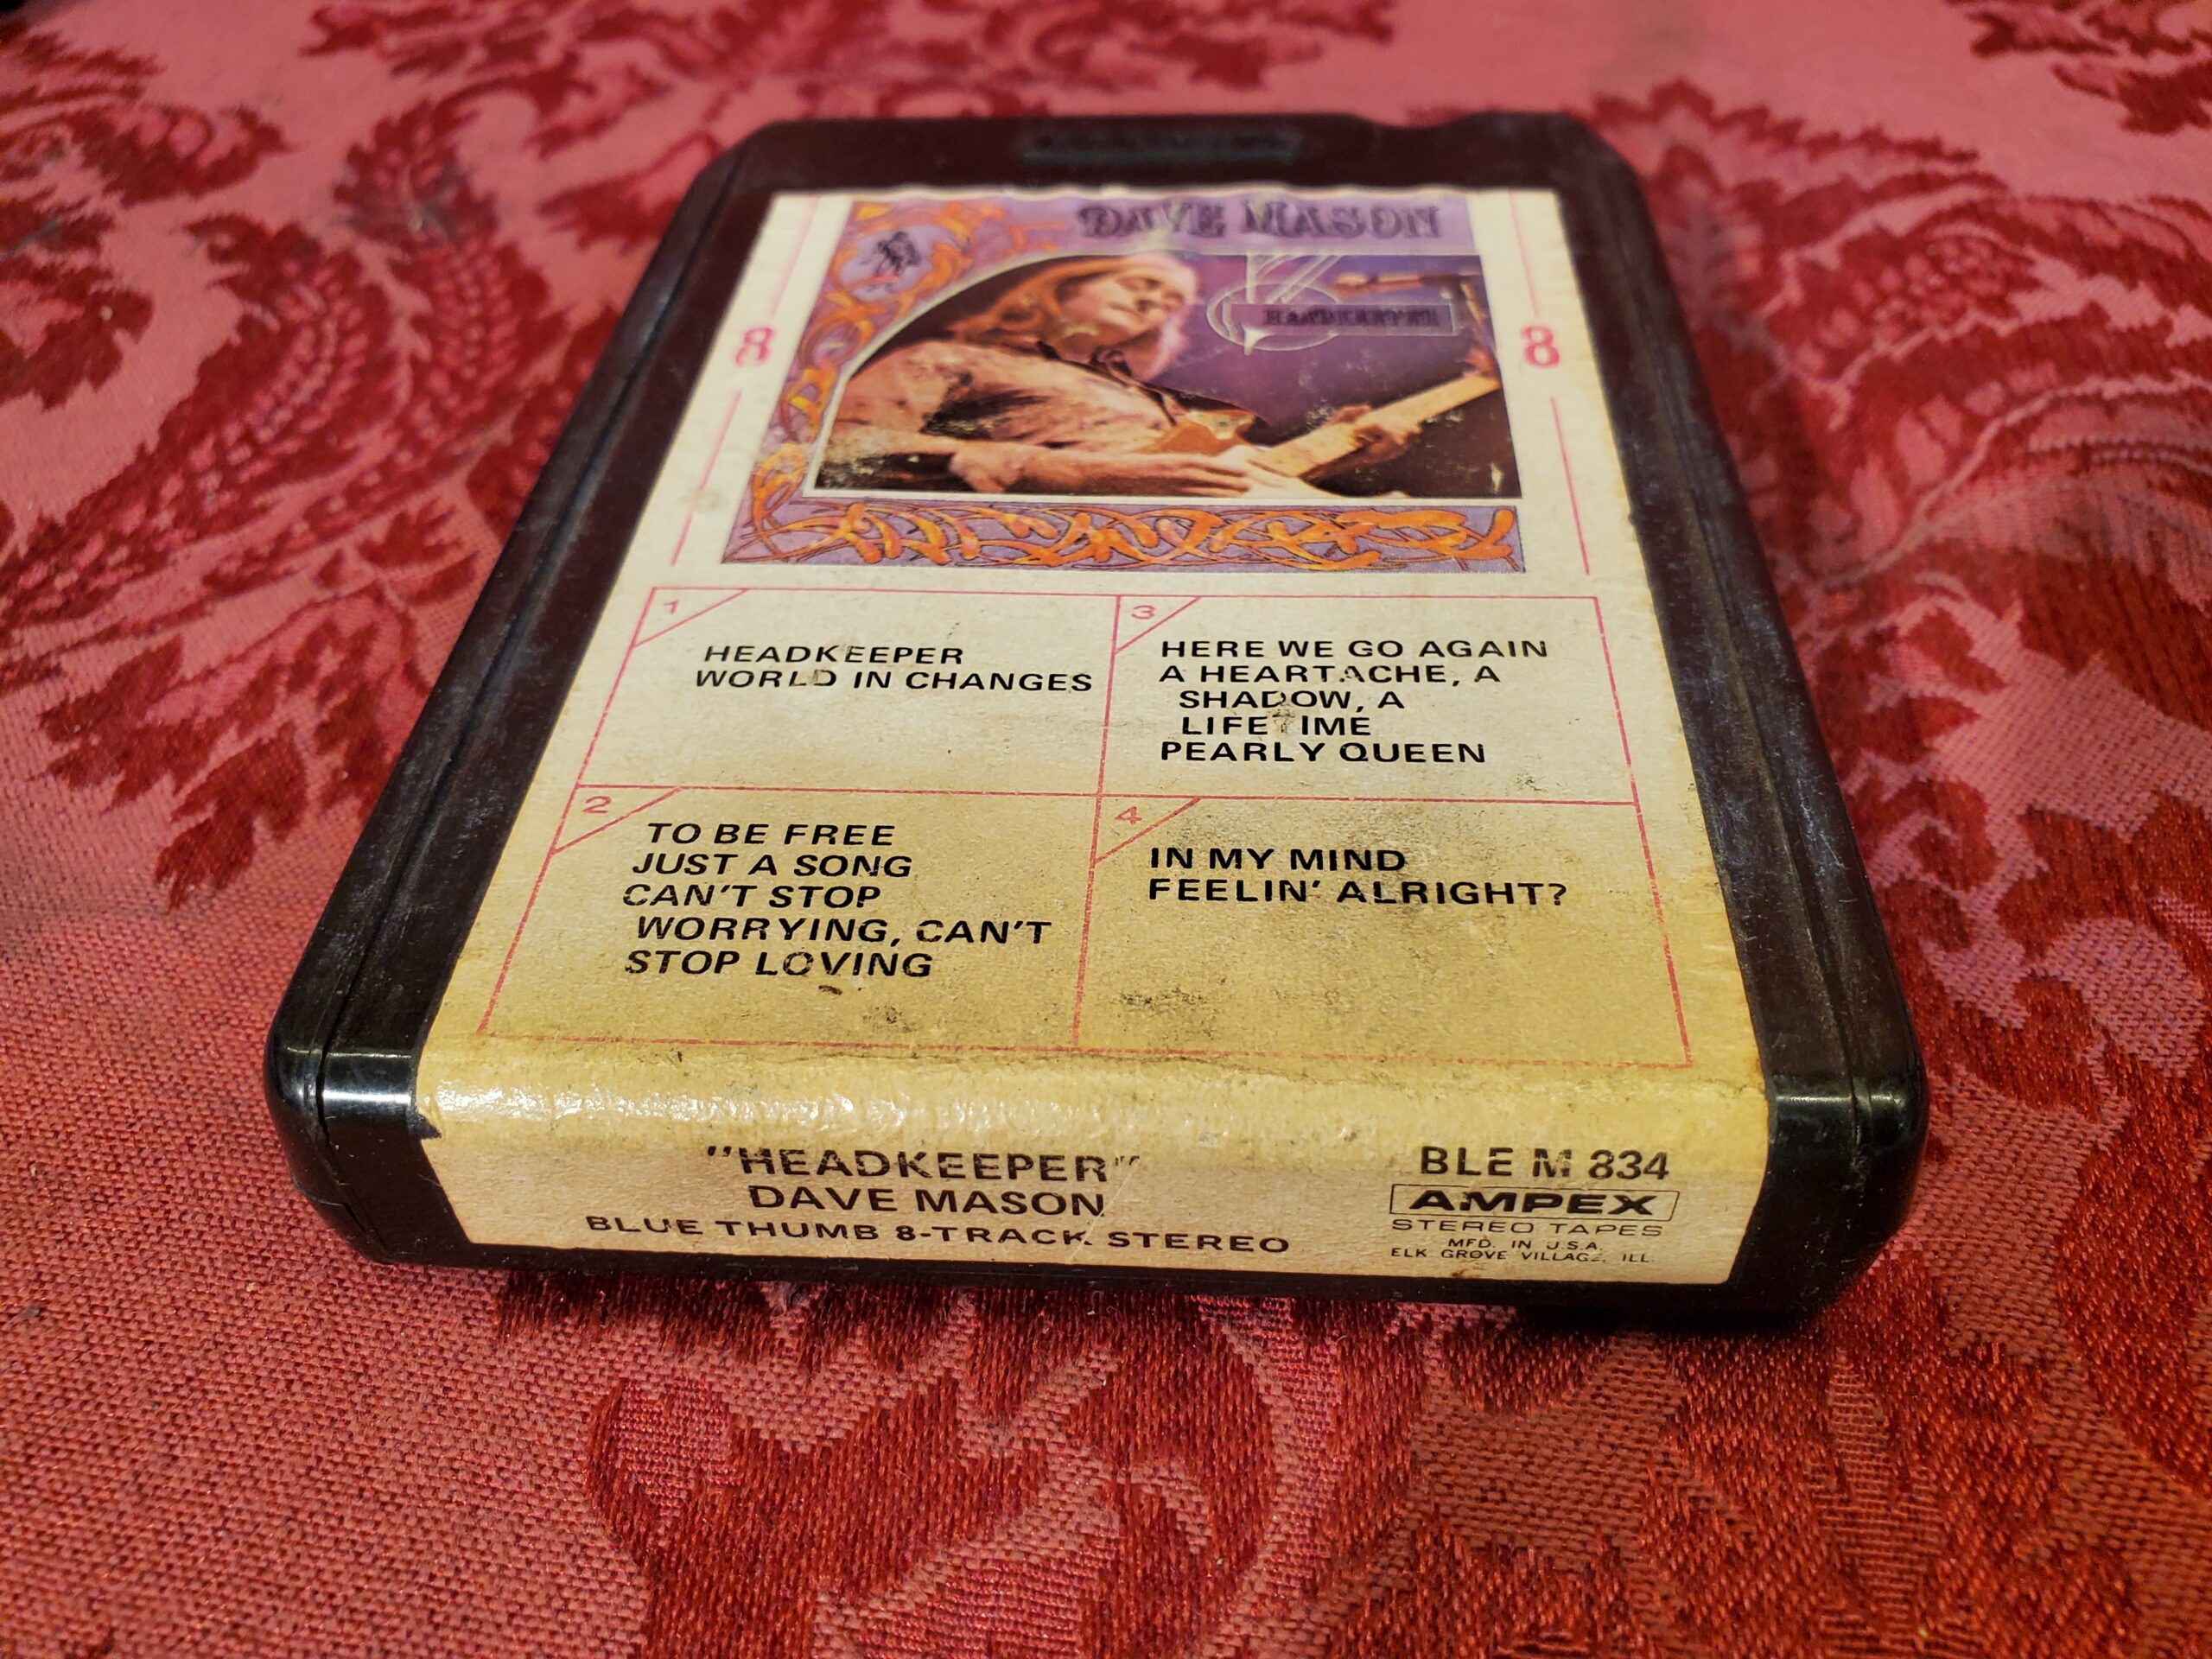 DAVE MASON
HEADKEEPER
8
8
1
HEADKEEPER
WORLD IN CHANGES
2
TO BE FREE
JUST A SONG
CAN'T STOP
WORRYING, CAN'T
STOP LOVING
3
HERE WE GO AGAIN
A HEARTACHE, A
SHADOW, A
LIFETIME
PEARLY QUEEN
4
IN MY MIND
FEELIN' ALRIGHT?
"HEADKEEPER"
DAVE MASON
BLUE THUMB 8-TRACK STEREO
BLE M 834
AMPEX
STEREO TAPES
MFD. IN U.S.A.
ELK GROVE VILLAGE, ILL.